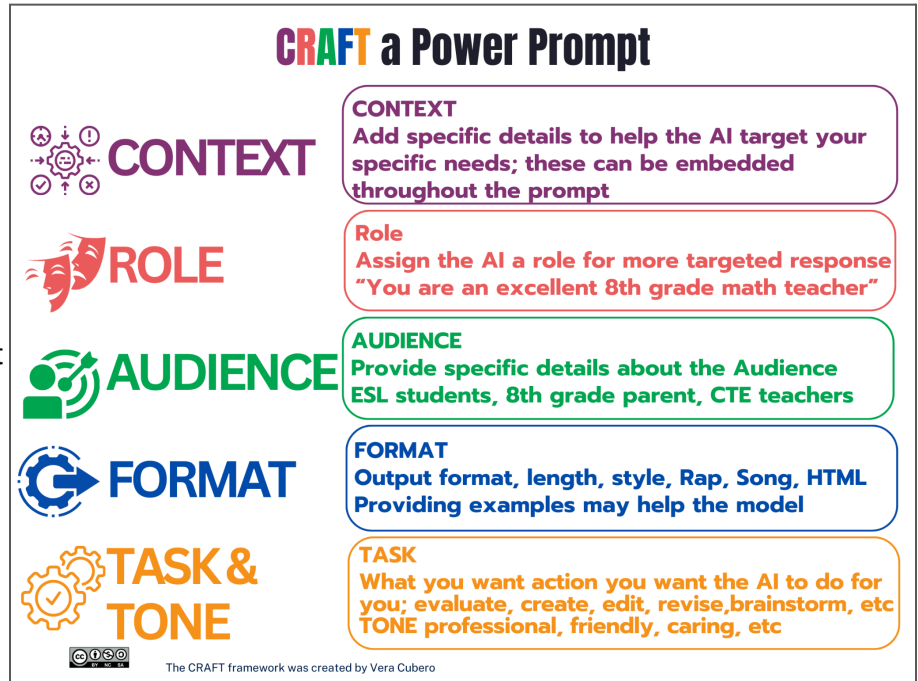 CRAFT a Power Prompt
CONTEXT
CONTEXT
Add specific details to help the AI target your
specific needs; these can be embedded
throughout the prompt
ROLE
Role
Assign the AI a role for more targeted response
“You are an excellent 8th grade math teacher”
AUDIENCE
AUDIENCE
Provide specific details about the Audience
ESL students, 8th grade parent, CTE teachers
FORMAT
FORMAT
Output format, length, style, Rap, Song, HTML
Providing examples may help the model
TASK &
TONE
TASK
What you want action you want the AI to do for
you; evaluate, create, edit, revise,brainstorm, etc
TONE professional, friendly, caring, etc
cc
BY NC SA
The CRAFT framework was created by Vera Cubero